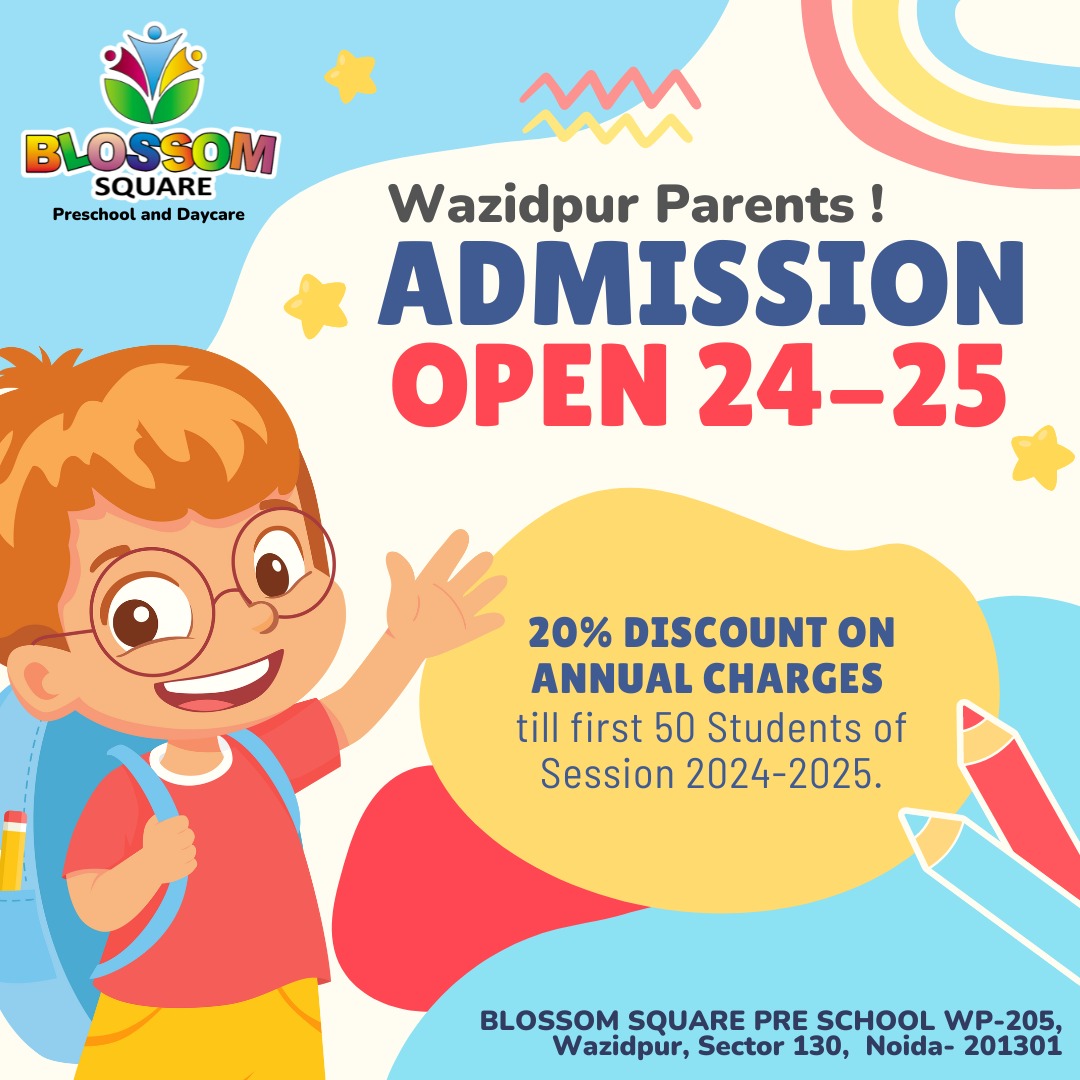 BLOSSOM
SQUARE
Preschool and Daycare
Wazidpur Parents !
ADMISSION
OPEN 24–25
20% DISCOUNT ON
ANNUAL CHARGES
till first 50 Students of
Session 2024-2025.
BLOSSOM SQUARE PRE SCHOOL WP-205,
Wazidpur, Sector 130, Noida- 201301